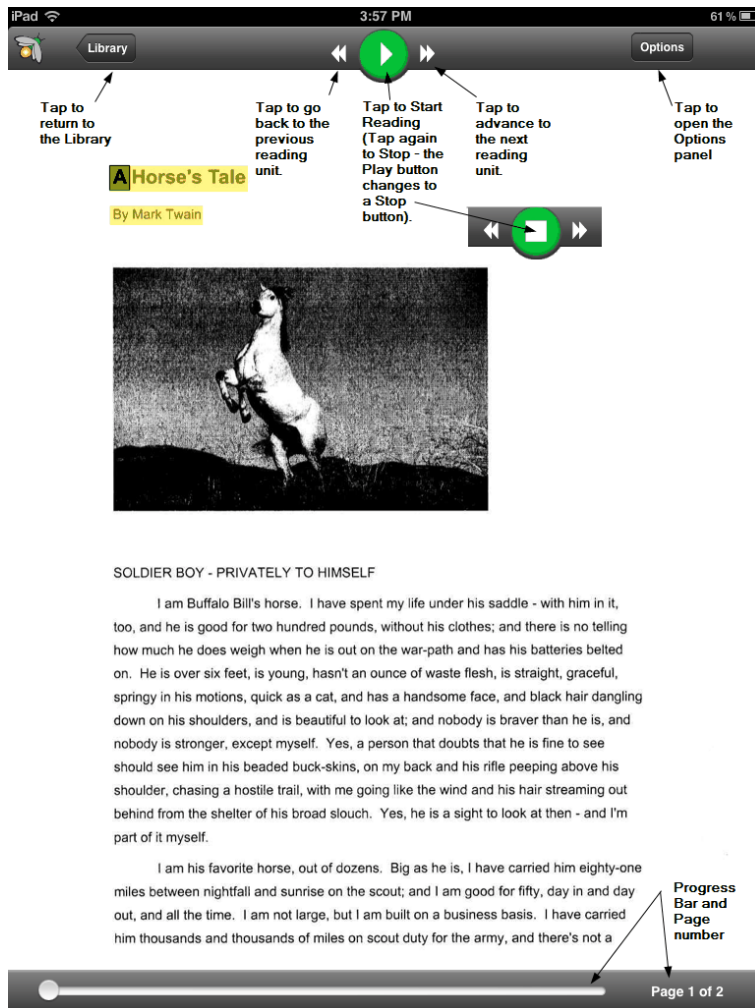 iPad 3:57 PM 61 %
Library
Options
Tap to
return to
the Library
Tap to go
back to the
previous
reading
unit.
Tap to Start
Reading
(Tap again
to Stop - the
Play button
changes to
a Stop
button).
Tap to
advance to
the next
reading
unit.
Tap to
open the
Options
panel
A Horse's Tale
By Mark Twain
SOLDIER BOY - PRIVATELY TO HIMSELF
I am Buffalo Bill's horse. I have spent my life under his saddle - with him in it,
too, and he is good for two hundred pounds, without his clothes; and there is no telling
how much he does weigh when he is out on the war-path and has his batteries belted
on. He is over six feet, is young, hasn't an ounce of waste flesh, is straight, graceful,
springy in his motions, quick as a cat, and has a handsome face, and black hair dangling
down on his shoulders, and is beautiful to look at; and nobody is braver than he is, and
nobody is stronger, except myself. Yes, a person that doubts that he is fine to see
should see him in his beaded buck-skins, on my back and his rifle peeping above his
shoulder, chasing a hostile trail, with me going like the wind and his hair streaming out
behind from the shelter of his broad slouch. Yes, he is a sight to look at then - and I'm
part of it myself.
I am his favorite horse, out of dozens. Big as he is, I have carried him eighty-one
miles between nightfall and sunrise on the scout; and I am good for fifty, day in and day
out, and all the time. I am not large, but I am built on a business basis. I have carried
him thousands and thousands of miles on scout duty for the army, and there's not a
Progress
Bar and
Page
number
Page 1 of 2